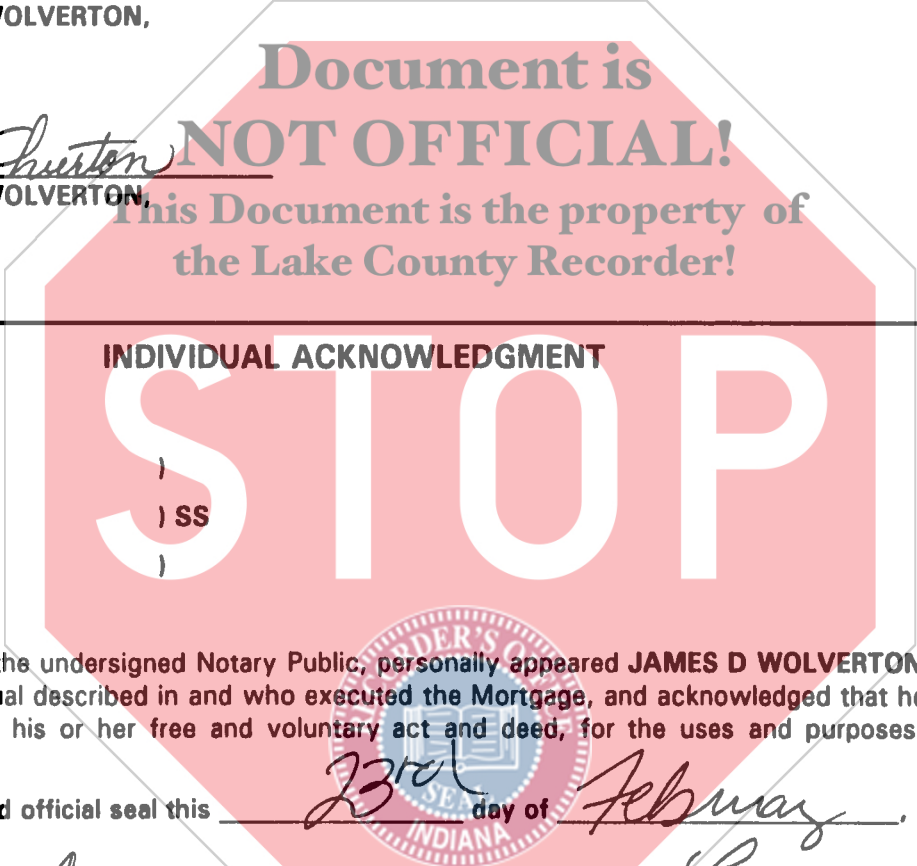 WOLVERTON,
Document is
NOT OFFICIAL!
WOLVERTON,
This Document is the property of
the Lake County Recorder!
INDIVIDUAL ACKNOWLEDGMENT
STOP
)
) SS
)
RECORDER'S OFFICE
the undersigned Notary Public, personally appeared JAMES D WOLVERTON
ual described in and who executed the Mortgage, and acknowledged that he
his or her free and voluntary act and deed, for the uses and purposes
d official seal this 23rd day of February.
SEAL
INDIANA